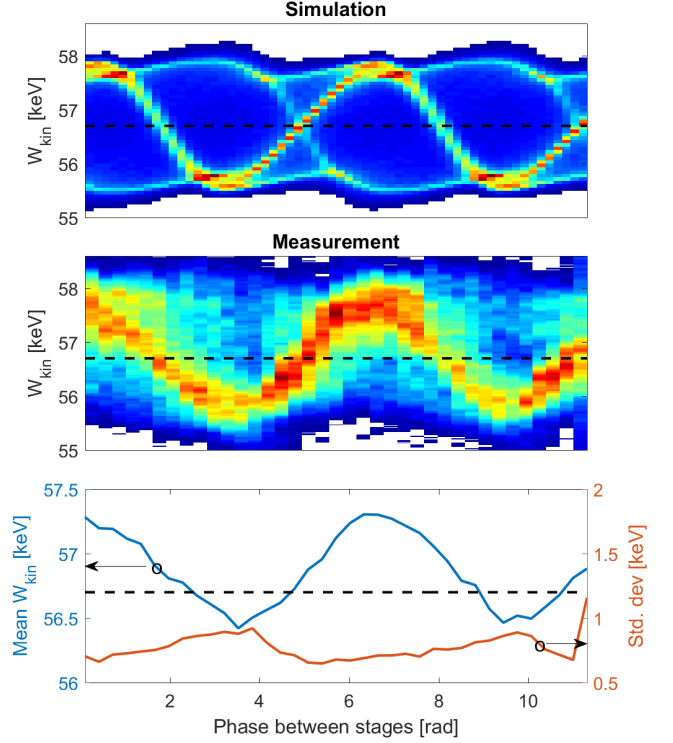 Simulation
58
57
56
55
W_kin [keV]
Measurement
58
57
56
55
W_kin [keV]
57.5
57
56.5
56
Mean W_kin [keV]
2
1.5
1
0.5
Std. dev [keV]
2 4 6 8 10
Phase between stages [rad]